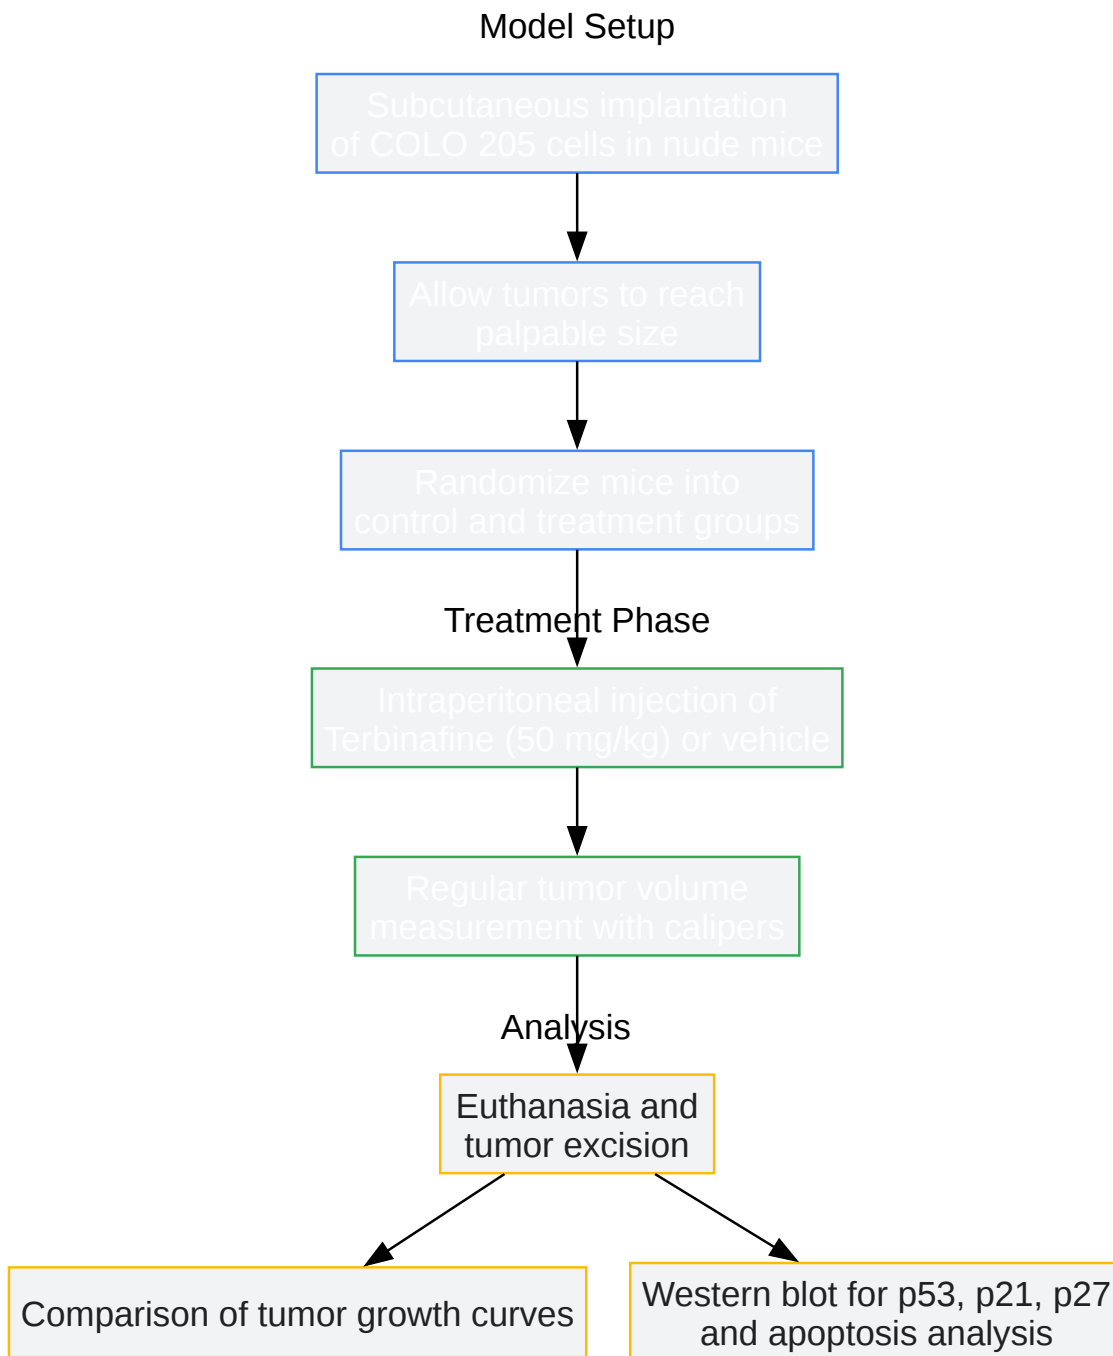 Model Setup
Subcutaneous implantation
of COLO 205 cells in nude mice
Allow tumors to reach
palpable size
Randomize mice into
control and treatment groups
Treatment Phase
Intraperitoneal injection of
Terbinafine (50 mg/kg) or vehicle
Regular tumor volume
measurement with calipers
Analysis
Euthanasia and
tumor excision
Comparison of tumor growth curves
Western blot for p53, p21, p27
and apoptosis analysis